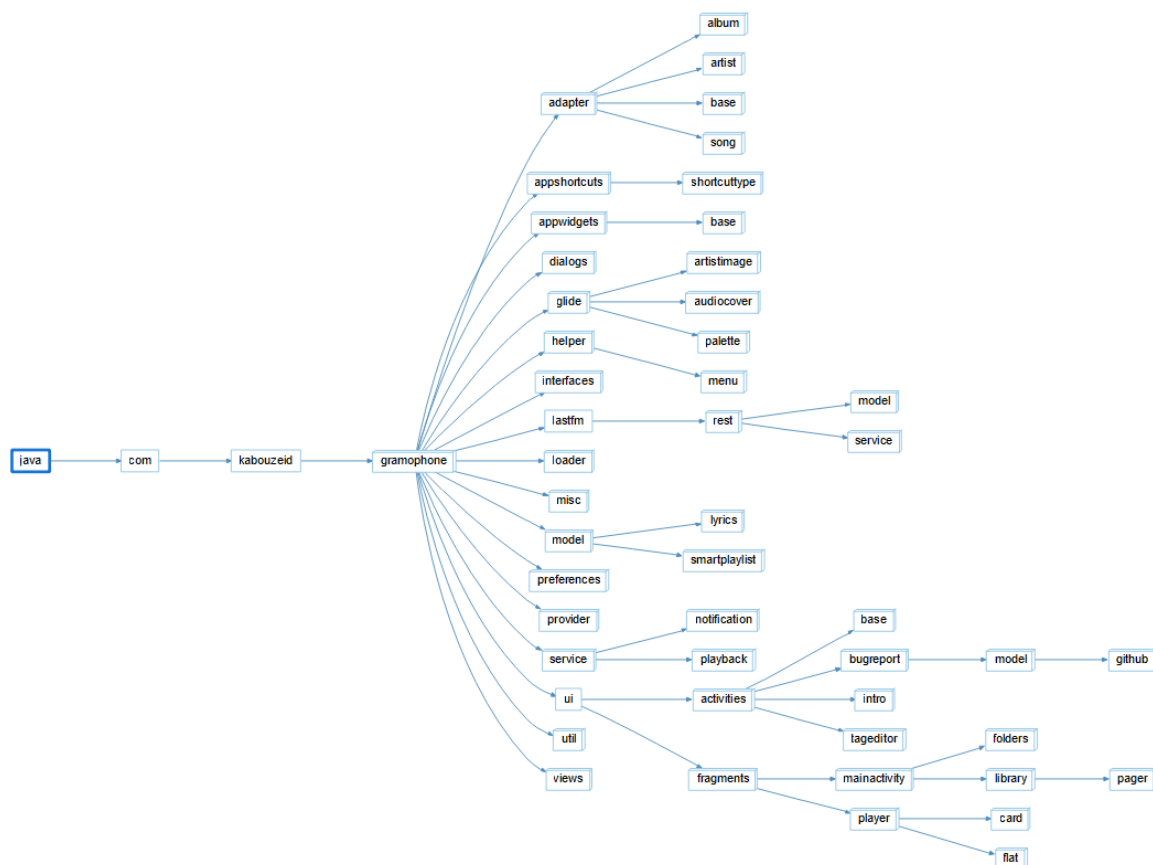 album
artist
adapter
base
song
appshortcuts
shortcuttype
appwidgets
base
dialogs
artistimage
glide
audiocover
helper
palette
interfaces
menu
model
lastfm
rest
service
java
com
kabouzeid
gramophone
loader
misc
lyrics
model
smartplaylist
preferences
provider
notification
base
service
playback
bugreport
model
github
ui
activities
intro
util
tageditor
folders
views
fragments
mainactivity
library
pager
player
card
flat